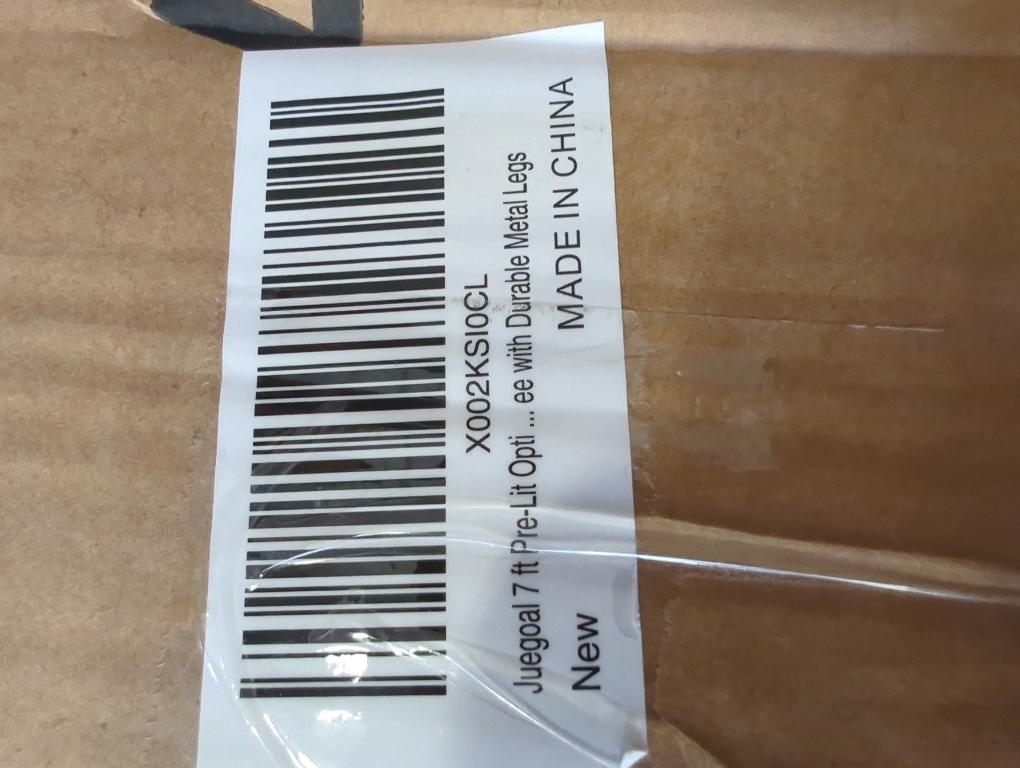 X002KSI0CL
Juegoal 7 ft Pre-Lit Opti ... ee with Durable Metal Legs
New
MADE IN CHINA